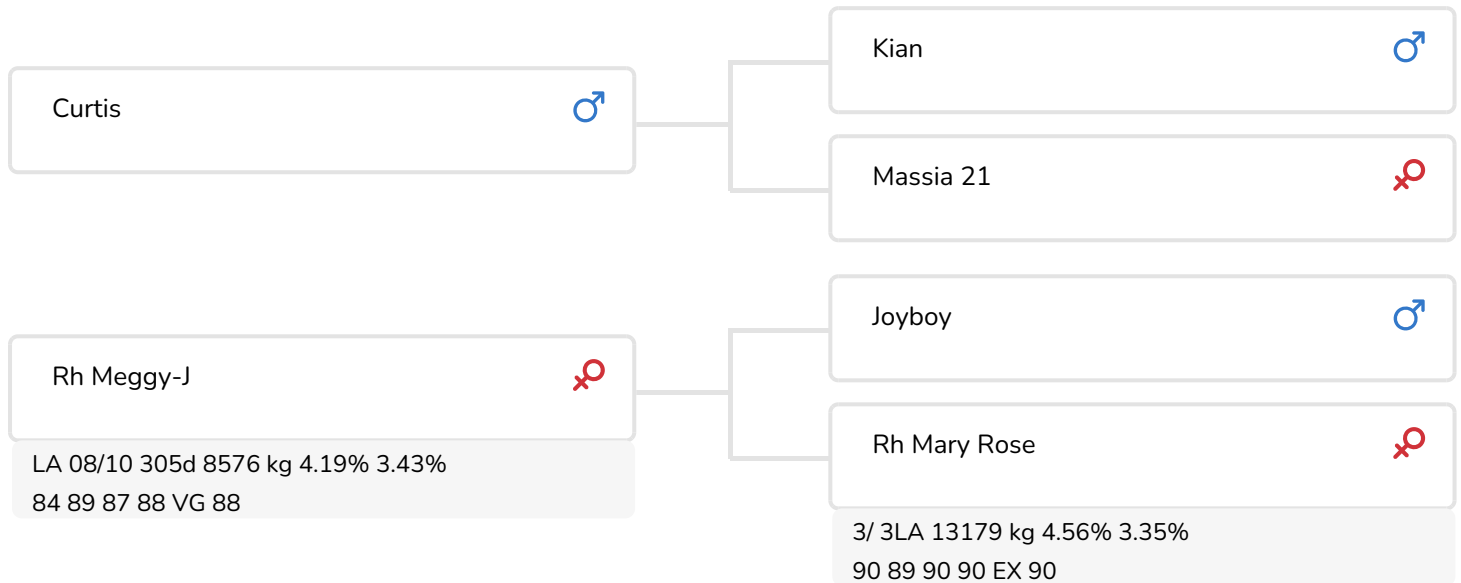 Kian
Curtis
Massia 21
Joyboy
Rh Meggy-J
Rh Mary Rose
LA 08/10 305d 8576 kg 4.19% 3.43%
84 89 87 88 VG 88
3/ 3LA 13179 kg 4.56% 3.35%
90 89 90 90 EX 90